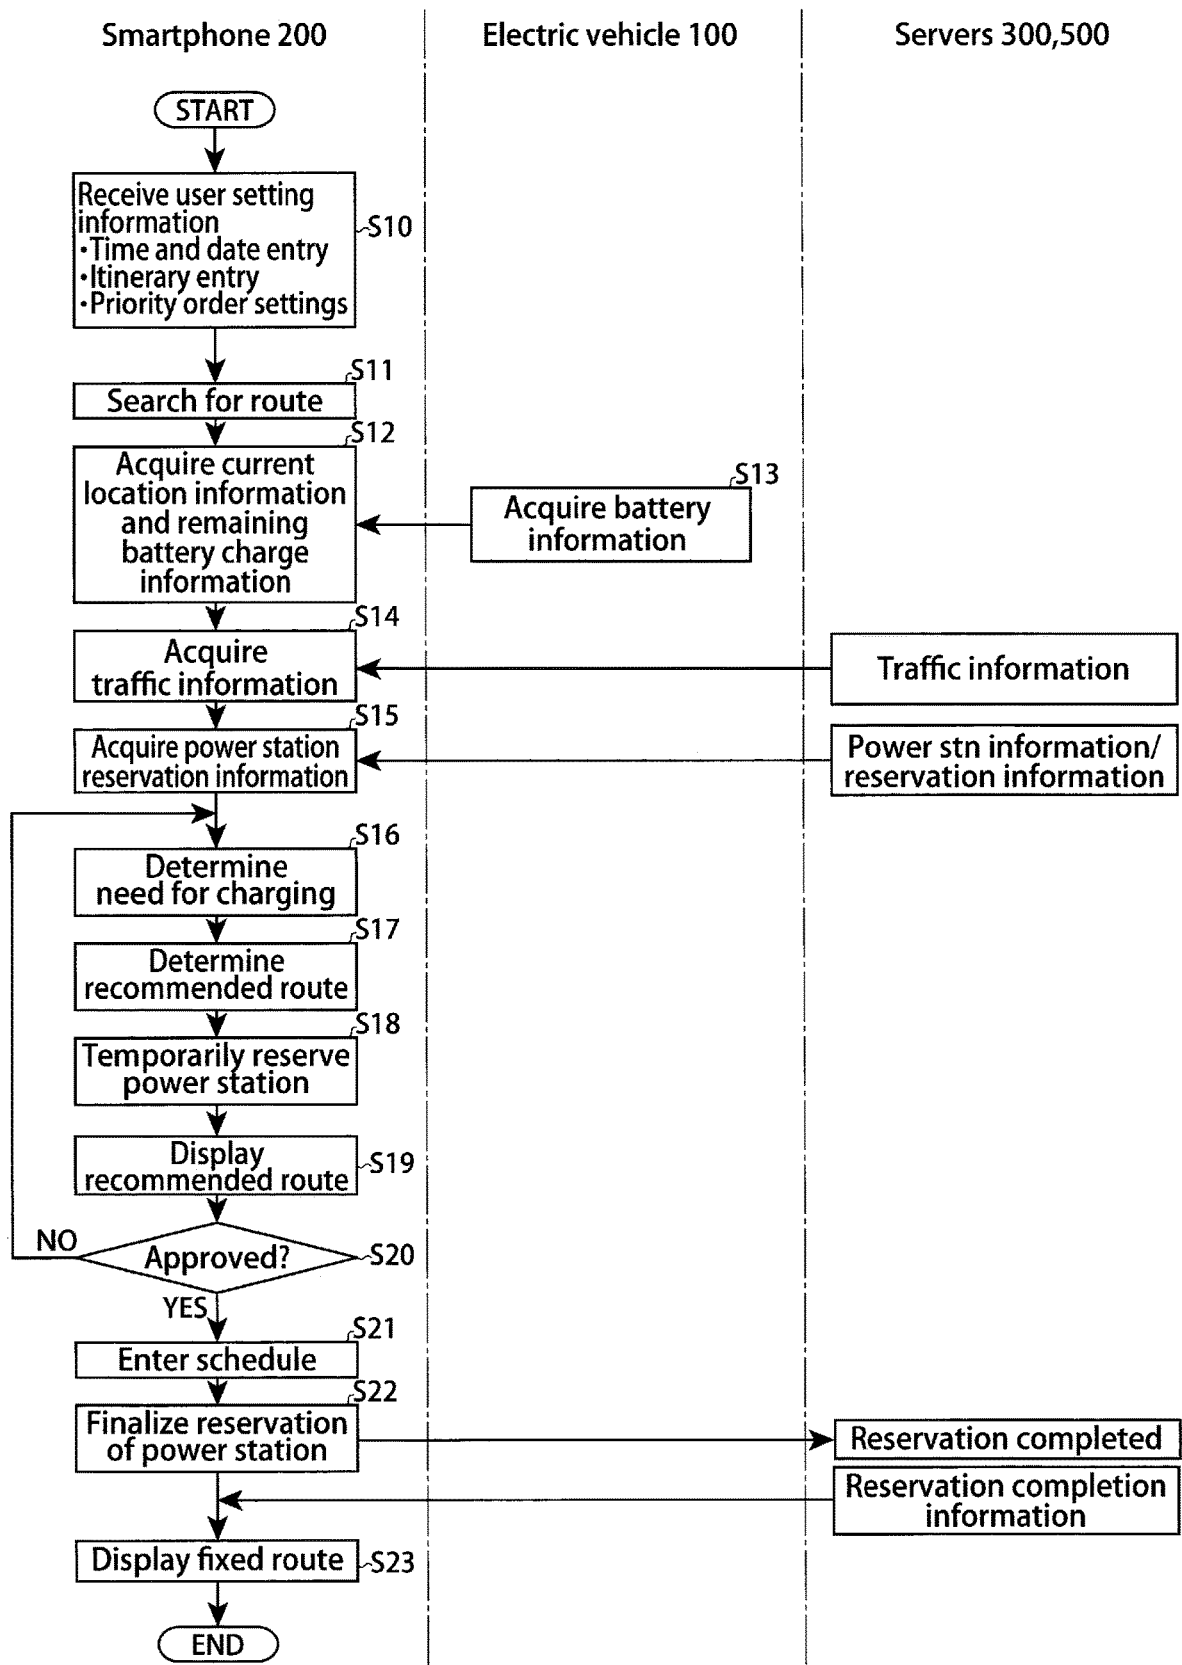 Smartphone 200
Electric vehicle 100
Servers 300,500
START
Receive user setting
information
・Time and date entry
・Itinerary entry
・Priority order settings
S10
S11
Search for route
S12
Acquire current
location information
and remaining
battery charge
information
S13
Acquire battery
information
S14
Acquire
traffic information
Traffic information
S15
Acquire power station
reservation information
Power stn information/
reservation information
S16
Determine
need for charging
S17
Determine
recommended route
S18
Temporarily reserve
power station
Display
recommended route
S19
NO
Approved?
S20
YES
S21
Enter schedule
S22
Finalize reservation
of power station
Reservation completed
Reservation completion
information
Display fixed route
S23
END